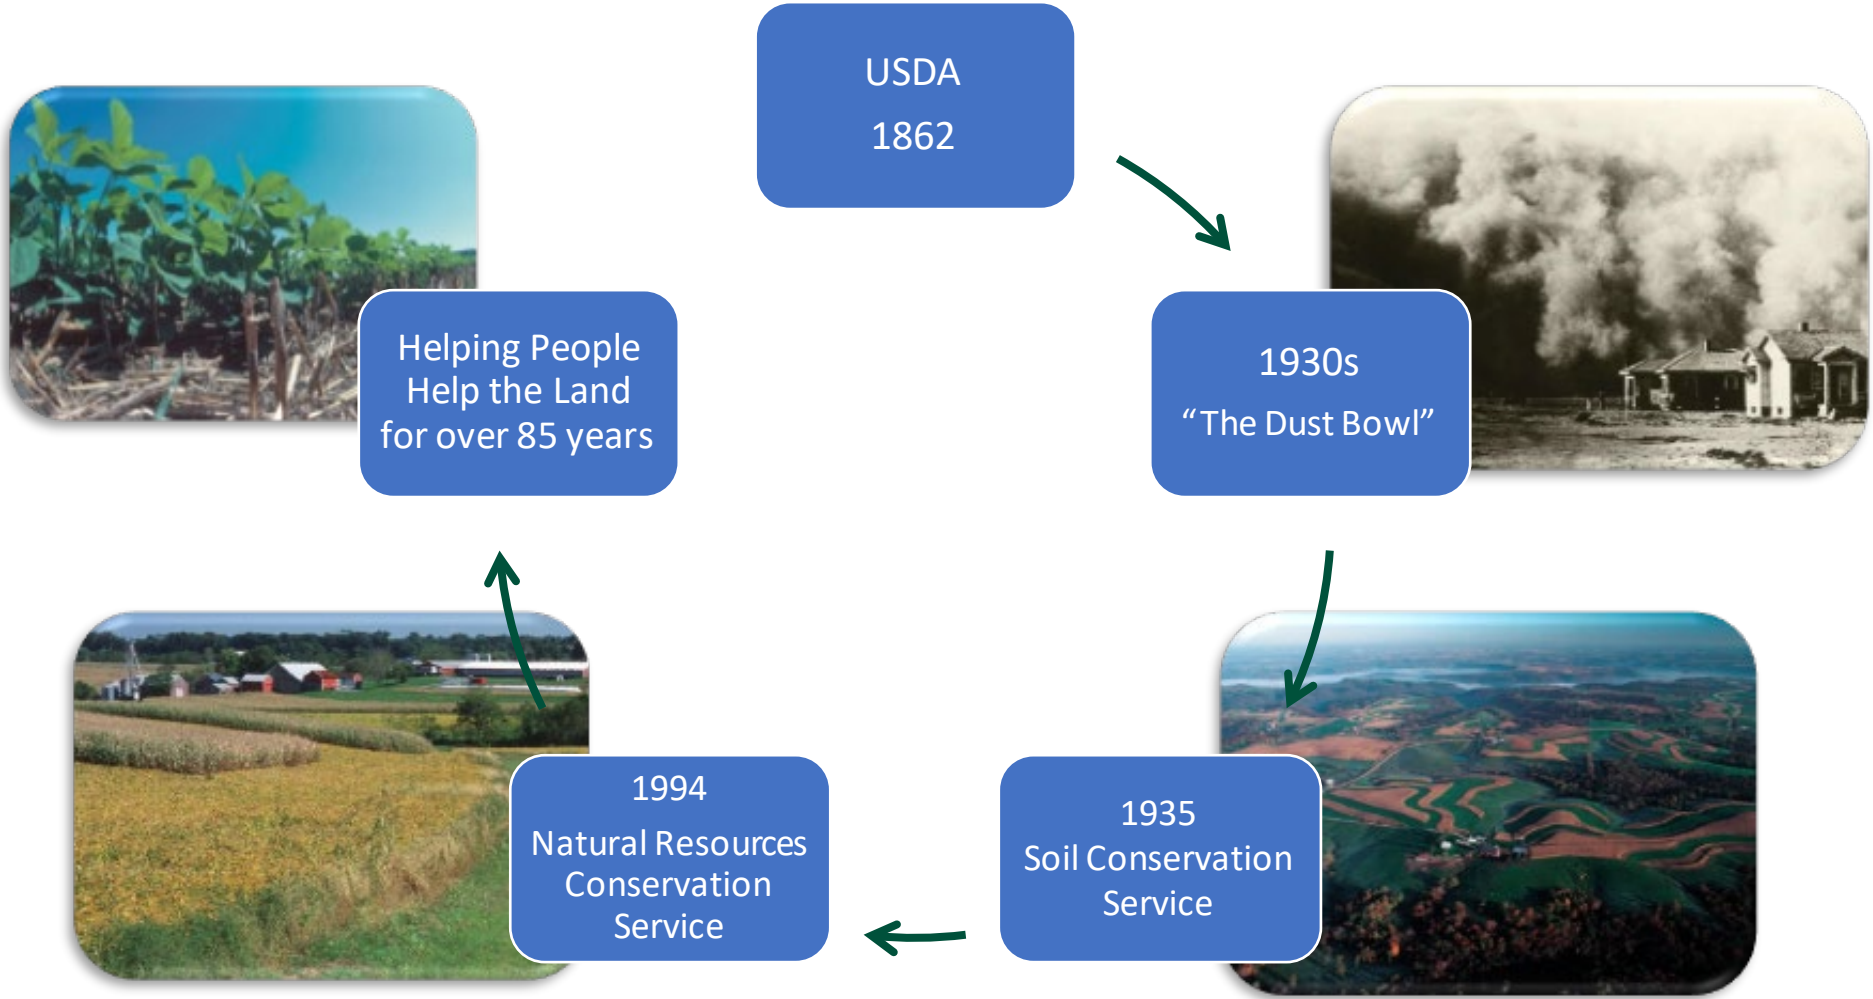 USDA
1862
1930s
“The Dust Bowl”
1935
Soil Conservation
Service
1994
Natural Resources
Conservation
Service
Helping People
Help the Land
for over 85 years